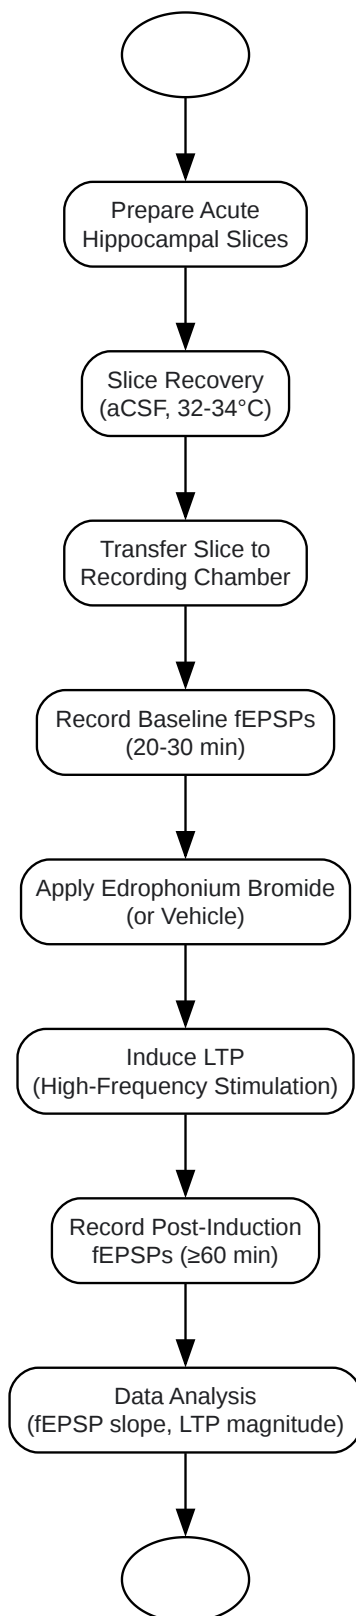 Prepare Acute
Hippocampal Slices
Slice Recovery
(aCSF, 32-34°C)
Transfer Slice to
Recording Chamber
Record Baseline fEPSPs
(20-30 min)
Apply Edrophonium Bromide
(or Vehicle)
Induce LTP
(High-Frequency Stimulation)
Record Post-Induction
fEPSPs (≥60 min)
Data Analysis
(fEPSP slope, LTP magnitude)